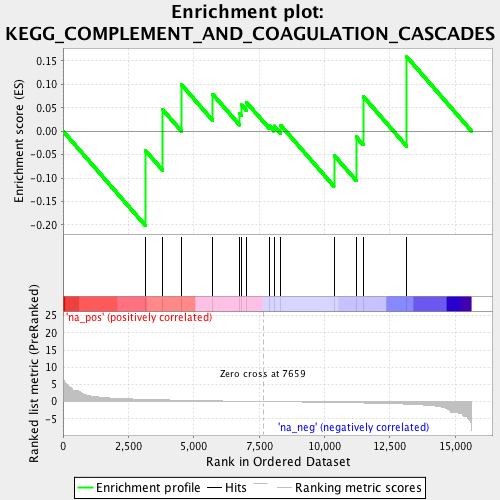 Enrichment plot:
KEGG_COMPLEMENT_AND_COAGULATION_CASCADES
Enrichment score (ES)
0.15
0.10
0.05
0.00
-0.05
-0.10
-0.15
-0.20
'na_pos' (positively correlated)
Ranked list metric (PreRanked)
25
20
15
10
5
0
-5
Zero cross at 7659
'na_neg' (negatively correlated)
0
2,500
5,000
7,500
10,000
12,500
15,000
Rank in Ordered Dataset
Enrichment profile
Hits
Ranking metric scores